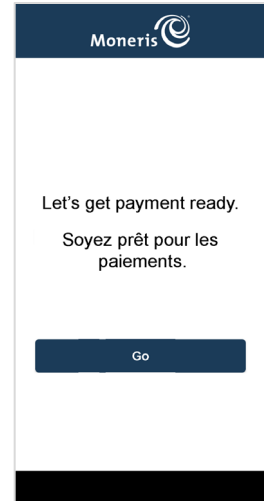 Moneris
Let's get payment ready.
Soyez prêt pour les
paiements.
Go